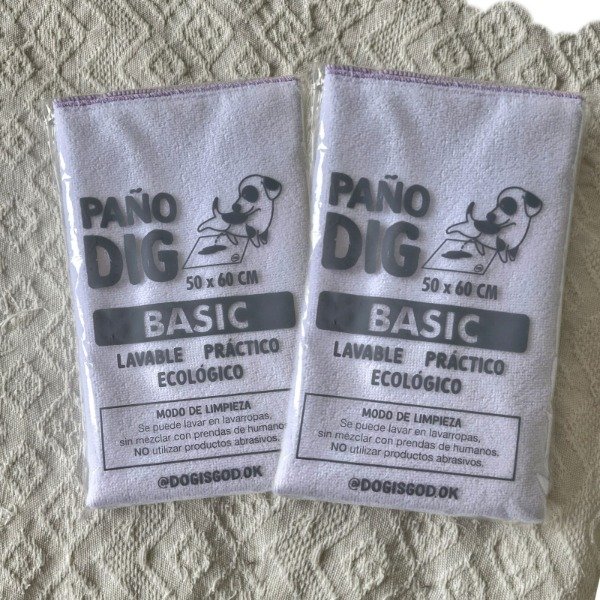 PAÑO
DIG
50 x 60 CM
BASIC
LAVABLE PRÁCTICO
ECOLÓGICO
MODO DE LIMPIEZA
Se puede lavar en lavarropas,
sin mezclar con prendas de humanos.
NO utilizar productos abrasivos.
@DOGISGOD.OK
PAÑO
DIG
50 x 60 CM
BASIC
LAVABLE PRÁCTICO
ECOLÓGICO
MODO DE LIMPIEZA
Se puede lavar en lavarropas,
sin mezclar con prendas de humanos.
NO utilizar productos abrasivos.
@DOGISGOD.OK